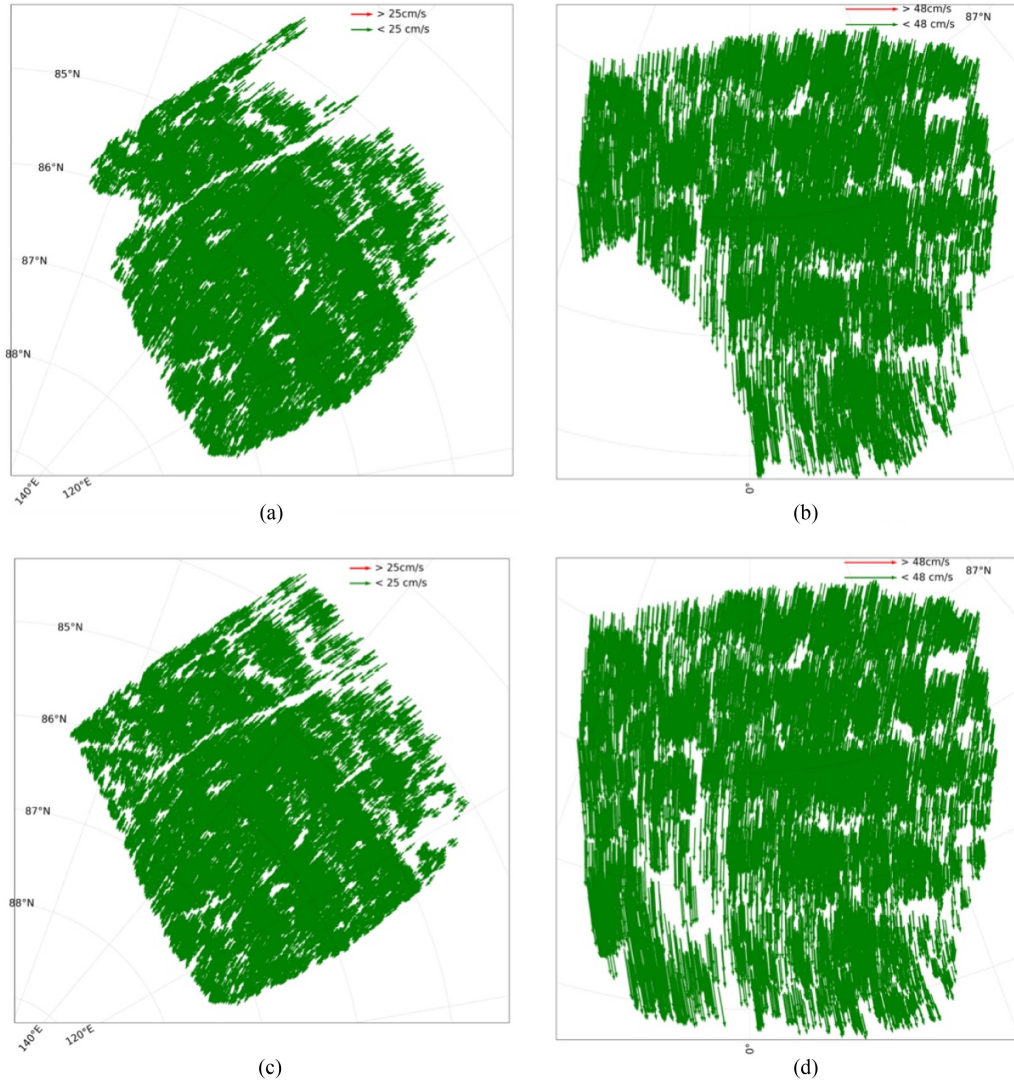 > 25cm/s
< 25 cm/s
85°N
86°N
87°N
88°N
140°E
120°E
(a)
> 48cm/s
< 48 cm/s
87°N
0°
(b)
> 25cm/s
< 25 cm/s
85°N
86°N
87°N
88°N
140°E
120°E
(c)
> 48cm/s
< 48 cm/s
87°N
0°
(d)